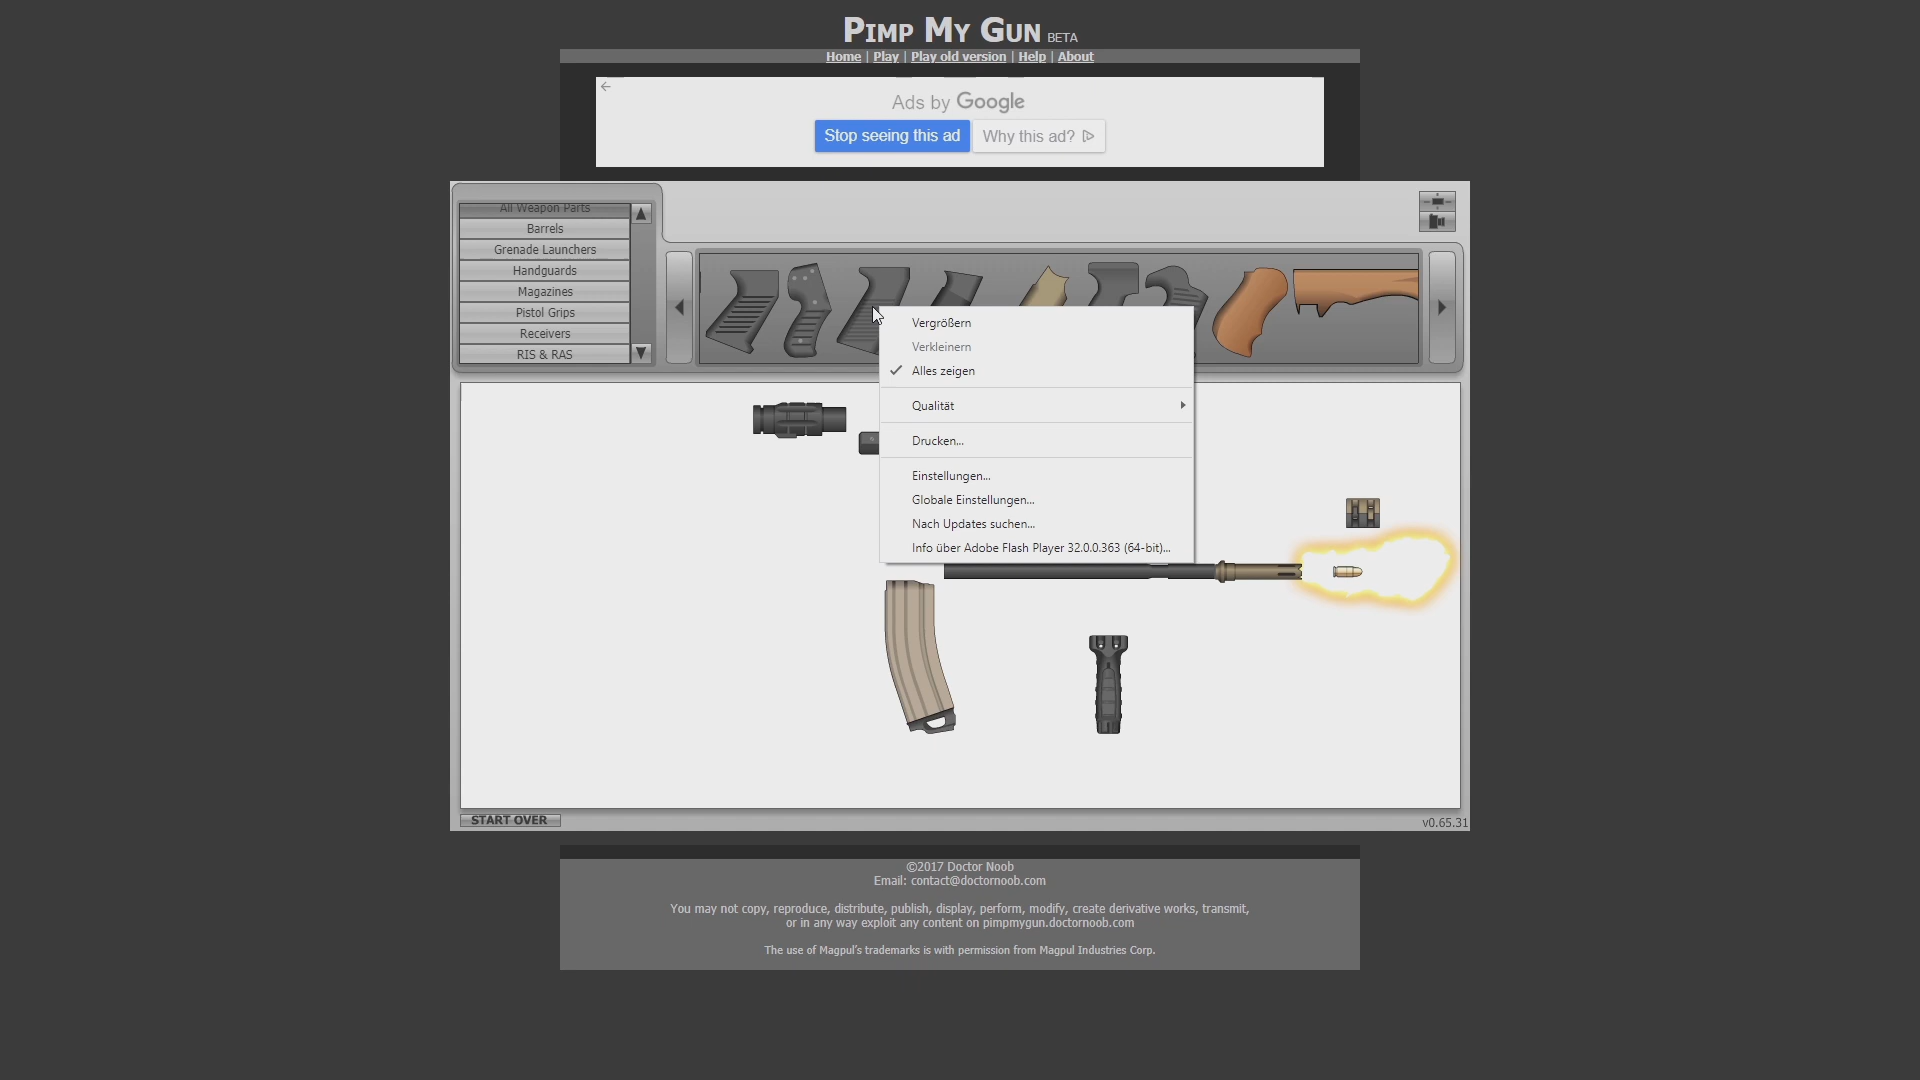 Pimp My Gun BETA
Home | Play | Play old version | Help | About
Ads by Google
Stop seeing this ad
Why this ad?
All Weapon Parts
Barrels
Grenade Launchers
Handguards
Magazines
Pistol Grips
Receivers
RIS & RAS
Vergrößern
Verkleinern
Alles zeigen
Qualität
Drucken...
Einstellungen...
Globale Einstellungen...
Nach Updates suchen...
Info über Adobe Flash Player 32.0.0.363 (64-bit)...
START OVER
v0.65.31
©2017 Doctor Noob
Email: contact@doctornoob.com
You may not copy, reproduce, distribute, publish, display, perform, modify, create derivative works, transmit,
or in any way exploit any content on pimpmygun.doctornoob.com
The use of Magpul's trademarks is with permission from Magpul Industries Corp.